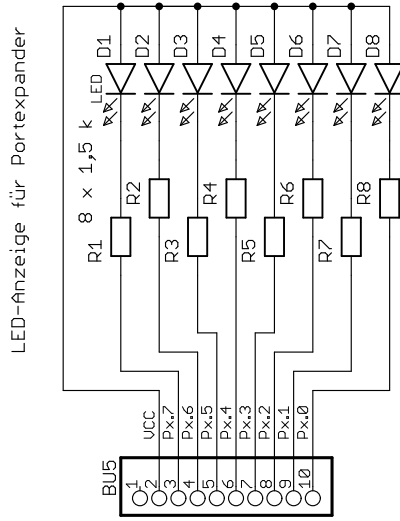 LED-Anzeige für Portexpander
D1
D2
D3
D4
D5
D6
D7
D8
LED
8 x 1,5 k
R1
R2
R3
R4
R5
R6
R7
R8
VCC
Px.7
Px.6
Px.5
Px.4
Px.3
Px.2
Px.1
Px.0
BU5
1
2
3
4
5
6
7
8
9
10